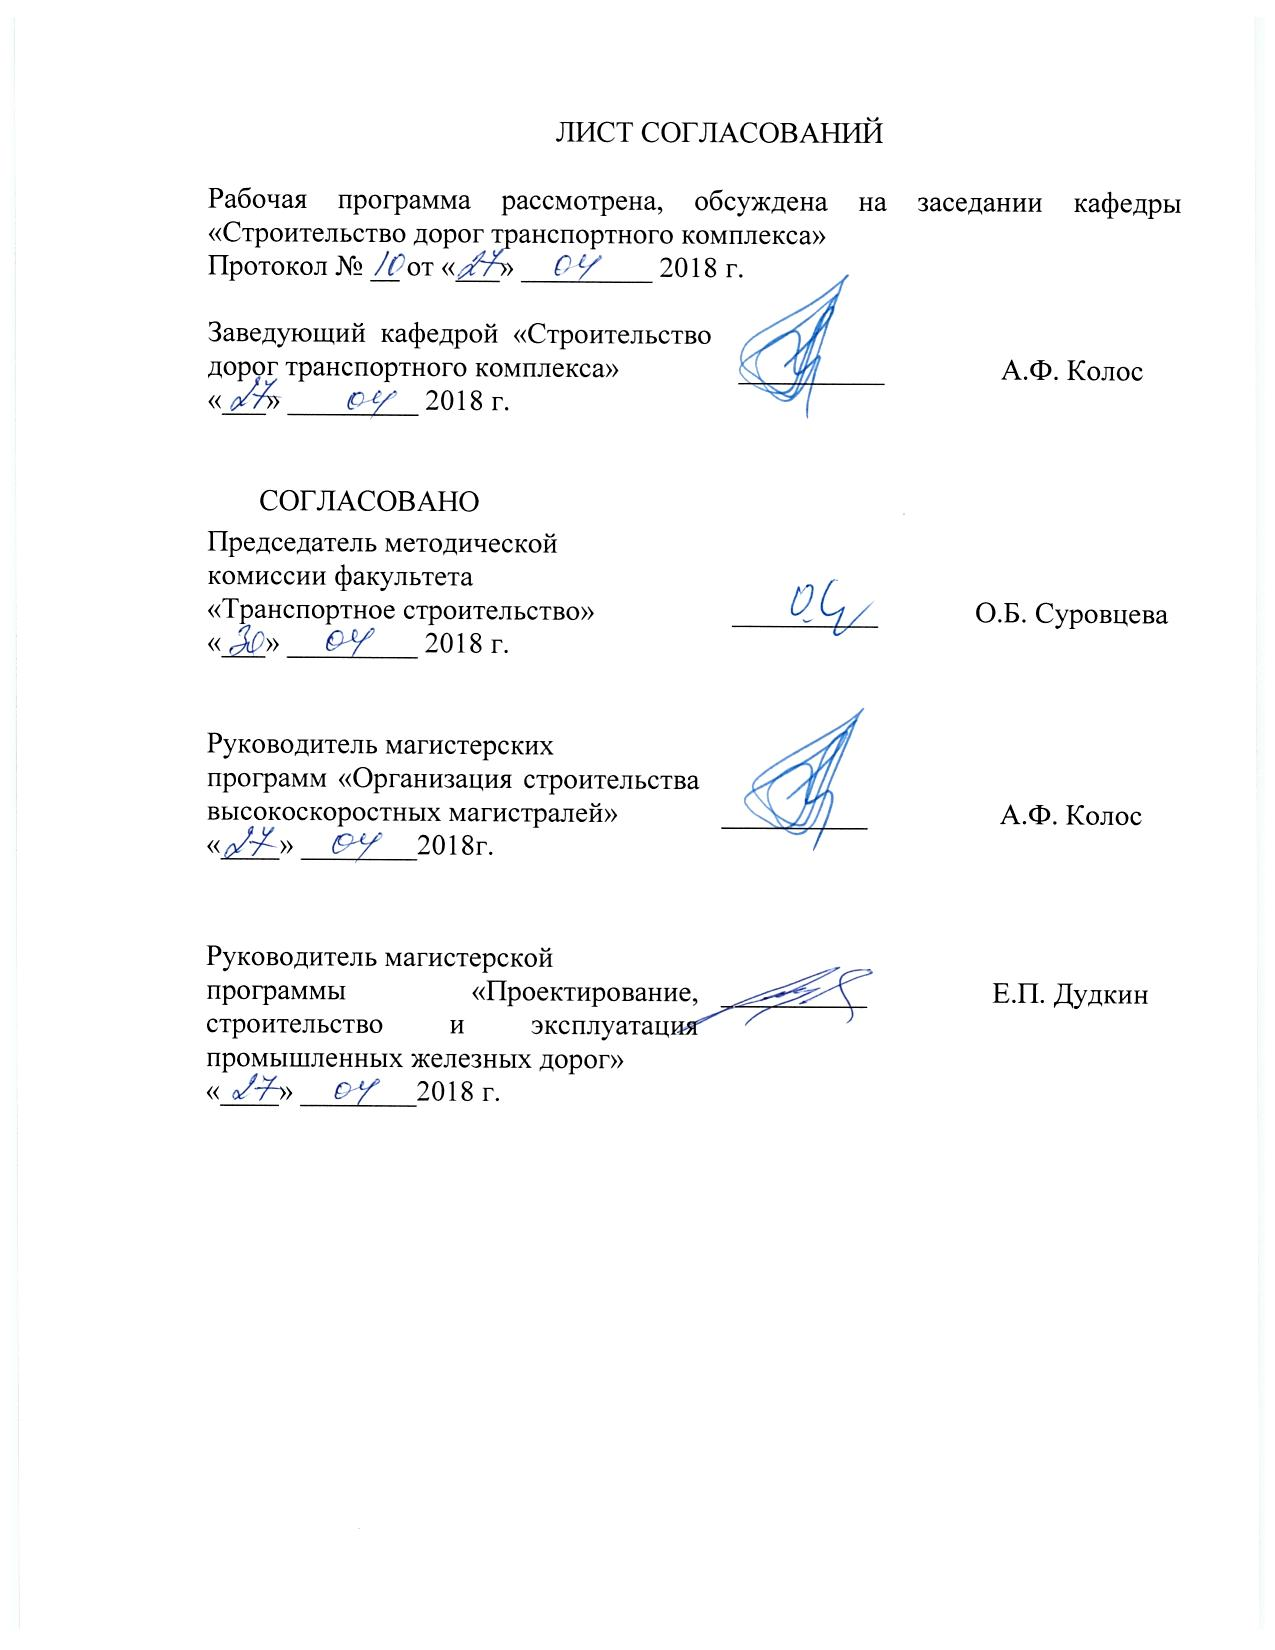 ЛИСТ СОГЛАСОВАНИЙ
Рабочая программа рассмотрена, обсуждена на заседании кафедры
«Строительство дорог транспортного комплекса»
Протокол № 10 от «27» 04 2018 г.
Заведующий кафедрой «Строительство
дорог транспортного комплекса» А.Ф. Колос
«27» 04 2018 г.
СОГЛАСОВАНО
Председатель методической
комиссии факультета
«Транспортное строительство» О.Б. Суровцева
«30» 04 2018 г.
Руководитель магистерских
программ «Организация строительства
высокоскоростных магистралей» А.Ф. Колос
«27» 04 2018г.
Руководитель магистерской
программы «Проектирование, Е.П. Дудкин
строительство и эксплуатация
промышленных железных дорог»
«27» 04 2018 г.